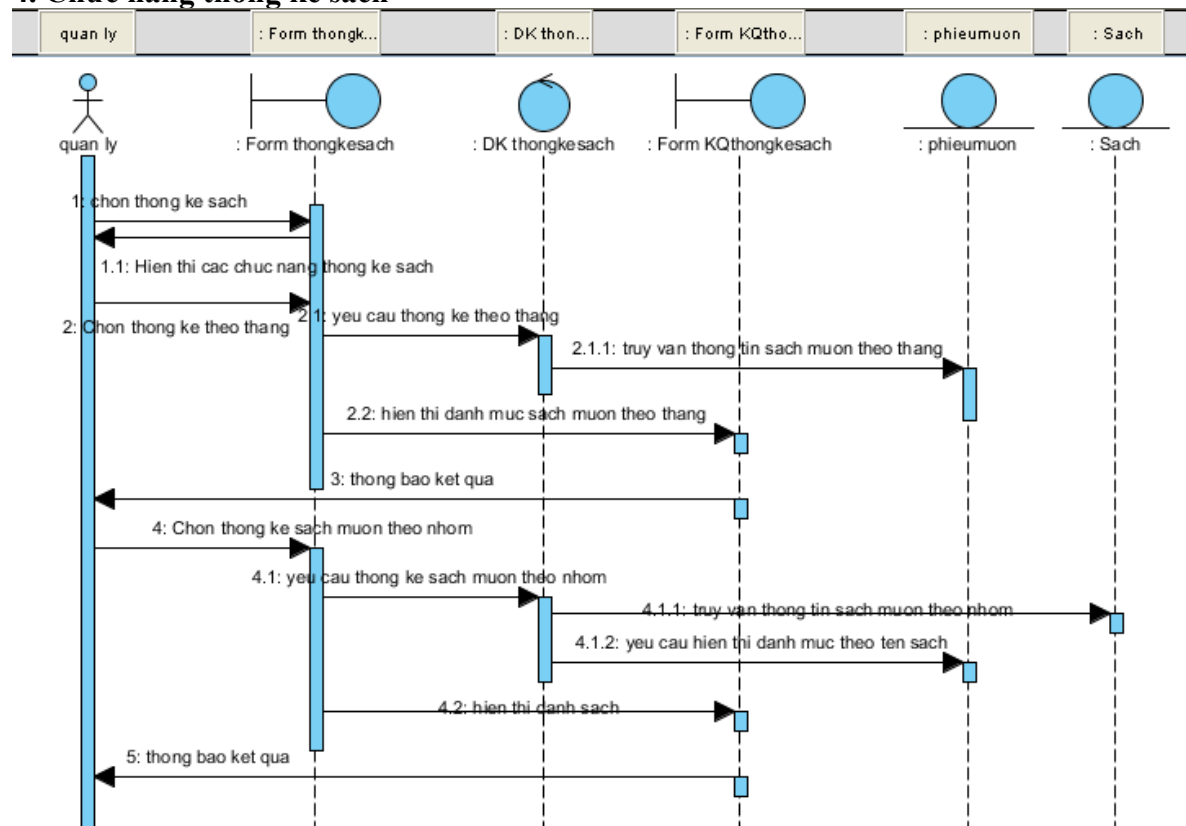 4. Chức năng thống kê sách
quan ly
: Form thongk...
: DK thon...
: Form KQtho...
: phieumuon
: Sach
quan ly
: Form thongkesach
: DK thongkesach
: Form KQthongkesach
: phieumuon
: Sach
1: chon thong ke sach
1.1: Hien thi cac chuc nang thong ke sach
2: Chon thong ke theo thang
2.1: yeu cau thong ke theo thang
2.1.1: truy van thong tin sach muon theo thang
2.2: hien thi danh muc sach muon theo thang
3: thong bao ket qua
4: Chon thong ke sach muon theo nhom
4.1: yeu cau thong ke sach muon theo nhom
4.1.1: truy van thong tin sach muon theo nhom
4.1.2: yeu cau hien thi danh muc theo ten sach
4.2: hien thi danh sach
5: thong bao ket qua